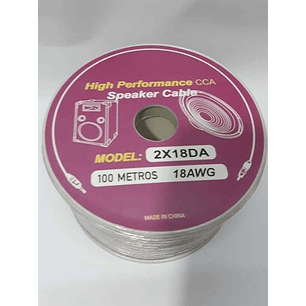 High Performance CCA
Speaker Cable
MODEL: 2X18DA
100 METROS 18AWG
MADE IN CHINA